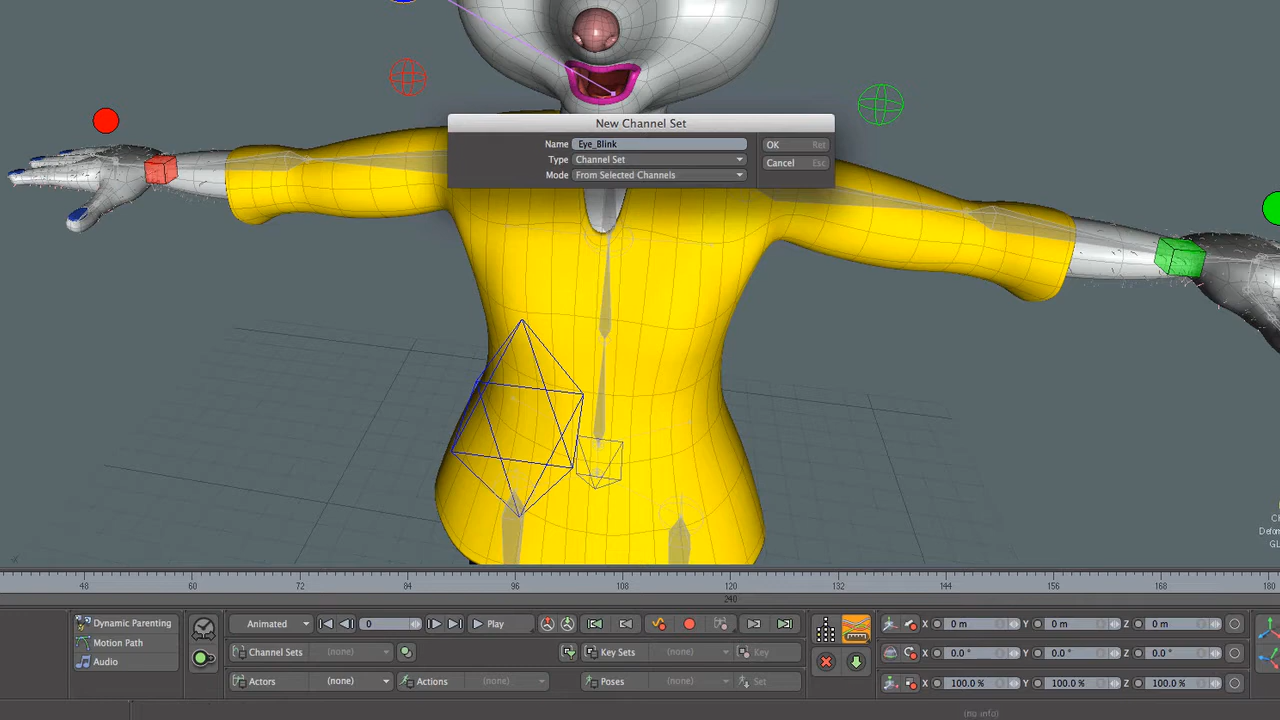 New Channel Set
Name Eye_Blink OK Ret
Type Channel Set
Mode From Selected Channels Cancel Esc
48 60 72 84 96 108 120 132 144 156 168 180
240
Dynamic Parenting
Motion Path
Audio
Animated 0 Play
Channel Sets (none) Key Sets (none) Key
Actors (none) Actions (none) Poses (none) Set
X 0 m Y 0 m Z 0 m
X 0.0 ° Y 0.0 ° Z 0.0 °
X 100.0 % Y 100.0 % Z 100.0 %
(no info)